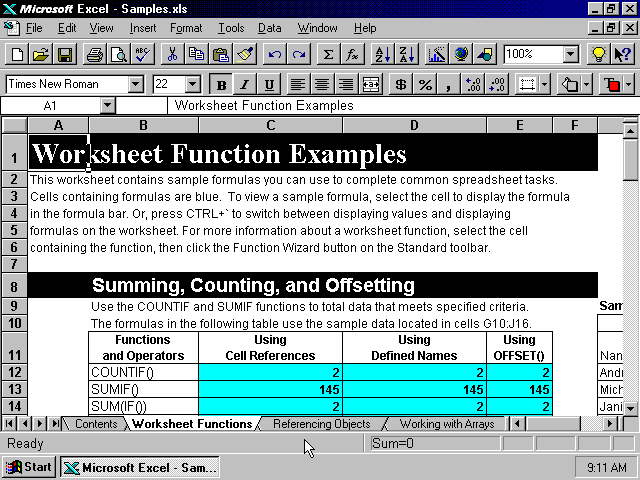 Microsoft Excel - Samples.xls
File Edit View Insert Format Tools Data Window Help
ABC Σ fx A Z Z A 100% ?
Times New Roman 22 B I U $ % , .0 .00 .00 .0
A1 Worksheet Function Examples
A B C D E F
1 Worksheet Function Examples
2 This worksheet contains sample formulas you can use to complete common spreadsheet tasks.
3 Cells containing formulas are blue. To view a sample formula, select the cell to display the formula
4 in the formula bar. Or, press CTRL+` to switch between displaying values and displaying
5 formulas on the worksheet. For more information about a worksheet function, select the cell
6 containing the function, then click the Function Wizard button on the Standard toolbar.
7
8 Summing, Counting, and Offsetting
9 Use the COUNTIF and SUMIF functions to total data that meets specified criteria. Sam
10 The formulas in the following table use the sample data located in cells G10:J16.
Functions Using Using Using
11 and Operators Cell References Defined Names OFFSET() Nan
12 COUNTIF() 2 2 2 Andr
13 SUMIF() 145 145 145 Mich
14 SUM(IF()) 2 2 2 Jani
Contents Worksheet Functions Referencing Objects Working with Arrays
Ready Sum=0
Start Microsoft Excel - Sam... 9:11 AM